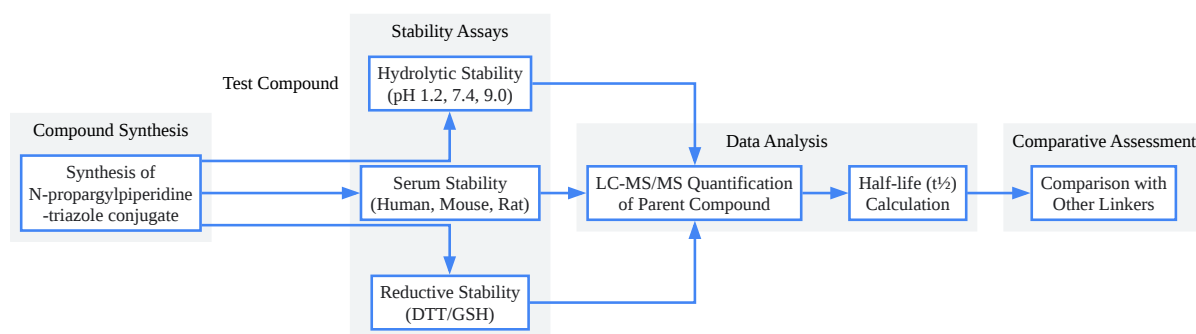 Stability Assays
Test Compound
Hydrolytic Stability
(pH 1.2, 7.4, 9.0)
Compound Synthesis
Synthesis of
N-propargylpiperidine
-triazole conjugate
Serum Stability
(Human, Mouse, Rat)
Reductive Stability
(DTT/GSH)
Data Analysis
LC-MS/MS Quantification
of Parent Compound
Half-life (t½)
Calculation
Comparative Assessment
Comparison with
Other Linkers